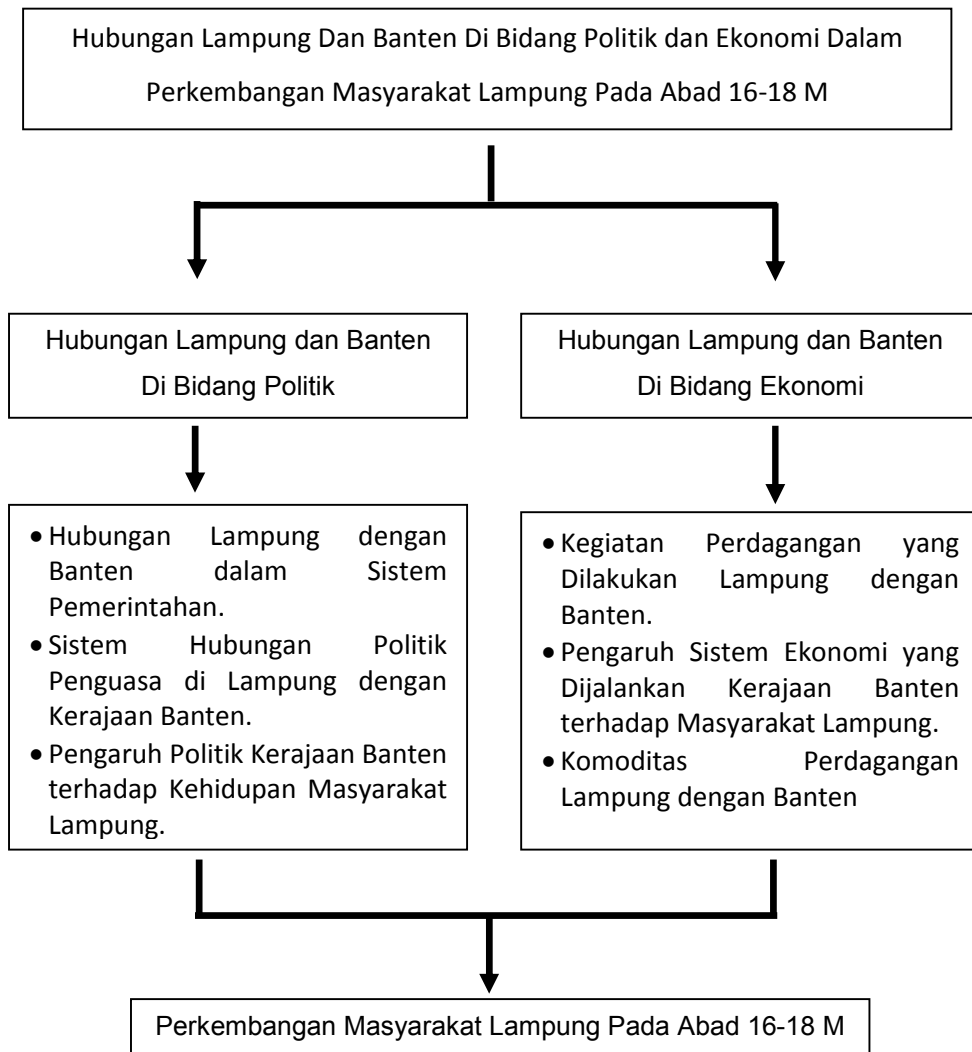 Hubungan Lampung Dan Banten Di Bidang Politik dan Ekonomi Dalam
Perkembangan Masyarakat Lampung Pada Abad 16-18 M
Hubungan Lampung dan Banten
Di Bidang Politik
Hubungan Lampung dan Banten
Di Bidang Ekonomi
• Hubungan Lampung dengan
Banten dalam Sistem
Pemerintahan.
• Sistem Hubungan Politik
Penguasa di Lampung dengan
Kerajaan Banten.
• Pengaruh Politik Kerajaan Banten
terhadap Kehidupan Masyarakat
Lampung.
• Kegiatan Perdagangan yang
Dilakukan Lampung dengan
Banten.
• Pengaruh Sistem Ekonomi yang
Dijalankan Kerajaan Banten
terhadap Masyarakat Lampung.
• Komoditas Perdagangan
Lampung dengan Banten
Perkembangan Masyarakat Lampung Pada Abad 16-18 M